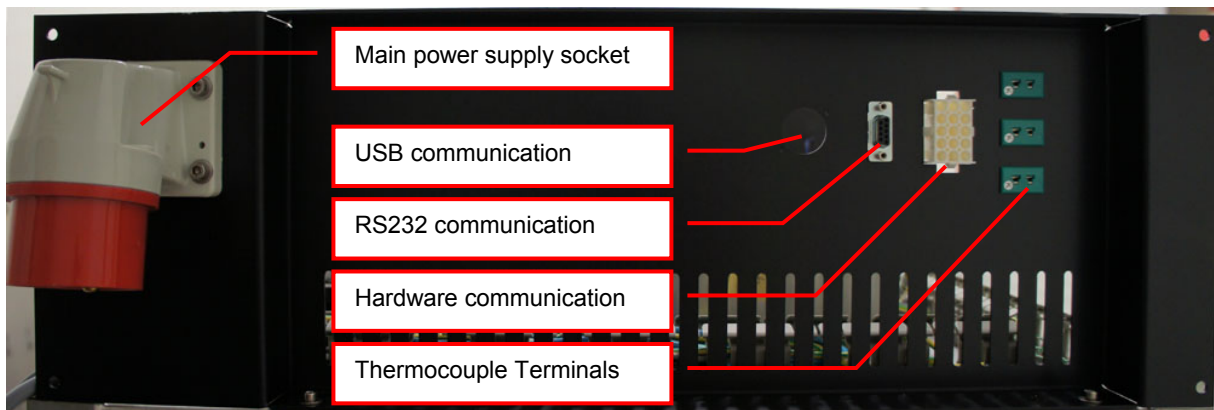 Main power supply socket
USB communication
RS232 communication
Hardware communication
Thermocouple Terminals